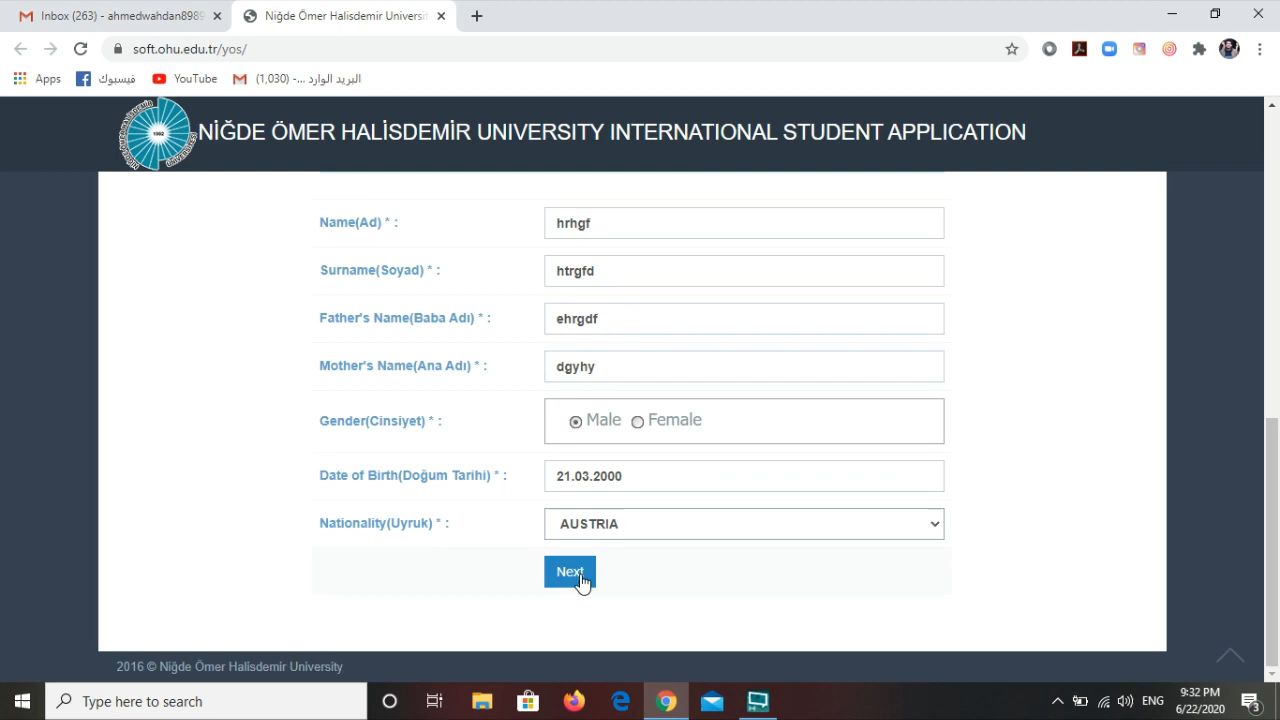 Inbox (263) - ahmedwahdan8989
Niğde Ömer Halisdemir Universit
soft.ohu.edu.tr/yos/
Apps
فيسبوك
YouTube
البريد الوارد ...- (1,030)
NİĞDE ÖMER HALİSDEMİR UNIVERSITY INTERNATIONAL STUDENT APPLICATION
Name(Ad) * :
hrhgf
Surname(Soyad) * :
htrgfd
Father's Name(Baba Adı) * :
ehrgdf
Mother's Name(Ana Adı) * :
dgyhy
Gender(Cinsiyet) * :
Male Female
Date of Birth(Doğum Tarihi) * :
21.03.2000
Nationality(Uyruk) * :
AUSTRIA
Next
2016 © Niğde Ömer Halisdemir University
Type here to search
ENG
9:32 PM
6/22/2020
3